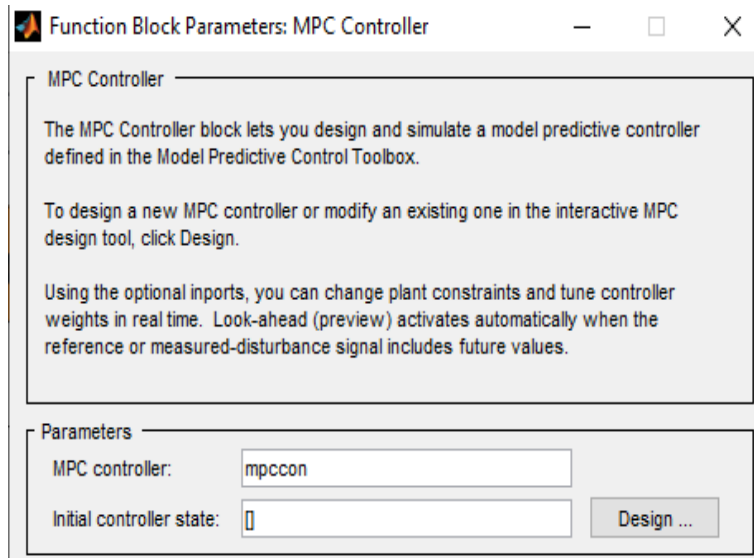 Function Block Parameters: MPC Controller
MPC Controller
The MPC Controller block lets you design and simulate a model predictive controller
defined in the Model Predictive Control Toolbox.
To design a new MPC controller or modify an existing one in the interactive MPC
design tool, click Design.
Using the optional inports, you can change plant constraints and tune controller
weights in real time.  Look-ahead (preview) activates automatically when the
reference or measured-disturbance signal includes future values.
Parameters
MPC controller: mpccon
Initial controller state: [] Design ...